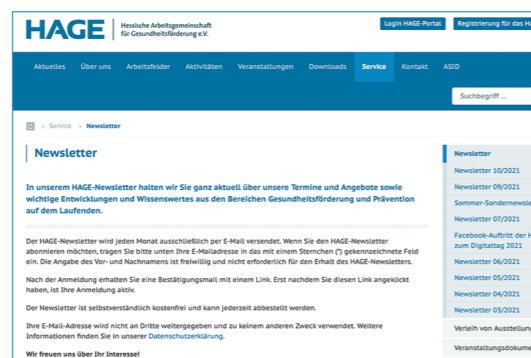 HAGE
Hessische Arbeitsgemeinschaft
für Gesundheitsförderung e.V.
Login HAGE-Portal
Registrierung für das
Aktuelles Über uns Arbeitsfelder Aktivitäten Veranstaltungen Downloads Service Kontakt ASID
Suchbegriff ...
> Service > Newsletter
Newsletter
In unserem HAGE-Newsletter halten wir Sie ganz aktuell über unsere Termine und Angebote sowie
wichtige Entwicklungen und Wissenswertes aus den Bereichen Gesundheitsförderung und Prävention
auf dem Laufenden.
Der HAGE-Newsletter wird jeden Monat ausschließlich per E-Mail versendet. Wenn Sie den HAGE-Newsletter
abonnieren möchten, tragen Sie bitte unten Ihre E-Mailadresse in das mit einem Sternchen (*) gekennzeichnete Feld
ein. Die Angabe des Vor- und Nachnamens ist freiwillig und nicht erforderlich für den Erhalt des HAGE-Newsletters.
Nach der Anmeldung erhalten Sie eine Bestätigungsmail mit einem Link. Erst nachdem Sie diesen Link angeklickt
haben, ist Ihre Anmeldung aktiv.
Der Newsletter ist selbstverständlich kostenfrei und kann jederzeit abbestellt werden.
Ihre E-Mail-Adresse wird nicht an Dritte weitergegeben und zu keinem anderen Zweck verwendet. Weitere
Informationen finden Sie in unserer Datenschutzerklärung.
Wir freuen uns über Ihr Interesse!
Newsletter
Newsletter 10/2021
Newsletter 09/2021
Sommer-Sondernewsle
Newsletter 07/2021
Facebook-Auftritt der H
zum Digitaltag 2021
Newsletter 06/2021
Newsletter 05/2021
Newsletter 04/2021
Newsletter 03/2021
Verleih von Ausstellung
Veranstaltungsdokume